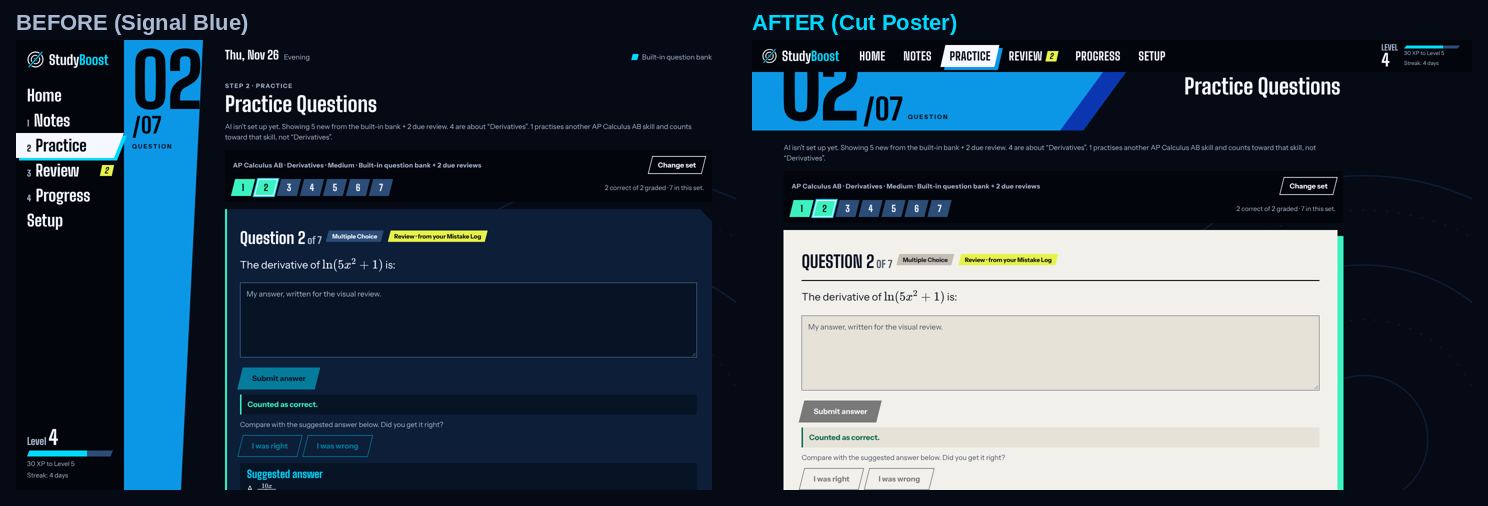 BEFORE (Signal Blue)
StudyBoost
Home
1 Notes
2 Practice
3 Review 2
4 Progress
Setup
Level 4
30 XP to Level 5
Streak: 4 days
02
/07
QUESTION
Thu, Nov 26 Evening
Built-in question bank
STEP 2 · PRACTICE
Practice Questions
AI isn't set up yet. Showing 5 new from the built-in bank + 2 due review. 4 are about “Derivatives”. 1 practises another AP Calculus AB skill and counts
toward that skill, not “Derivatives”.
AP Calculus AB · Derivatives · Medium · Built-in question bank + 2 due reviews
Change set
1 2 3 4 5 6 7
2 correct of 2 graded · 7 in this set.
Question 2 of 7 Multiple Choice Review · from your Mistake Log
The derivative of ln(5x² + 1) is:
My answer, written for the visual review.
Submit answer
Counted as correct.
Compare with the suggested answer below. Did you get it right?
I was right I was wrong
Suggested answer
10x
AFTER (Cut Poster)
StudyBoost HOME NOTES PRACTICE REVIEW 2 PROGRESS SETUP
LEVEL 4
30 XP to Level 5
Streak: 4 days
02 /07 QUESTION
Practice Questions
AI isn't set up yet. Showing 5 new from the built-in bank + 2 due review. 4 are about “Derivatives”. 1 practises another AP Calculus AB skill and counts toward that skill, not
“Derivatives”.
AP Calculus AB · Derivatives · Medium · Built-in question bank + 2 due reviews
Change set
1 2 3 4 5 6 7
2 correct of 2 graded · 7 in this set.
QUESTION 2 OF 7 Multiple Choice Review · from your Mistake Log
The derivative of ln(5x² + 1) is:
My answer, written for the visual review.
Submit answer
Counted as correct.
Compare with the suggested answer below. Did you get it right?
I was right I was wrong